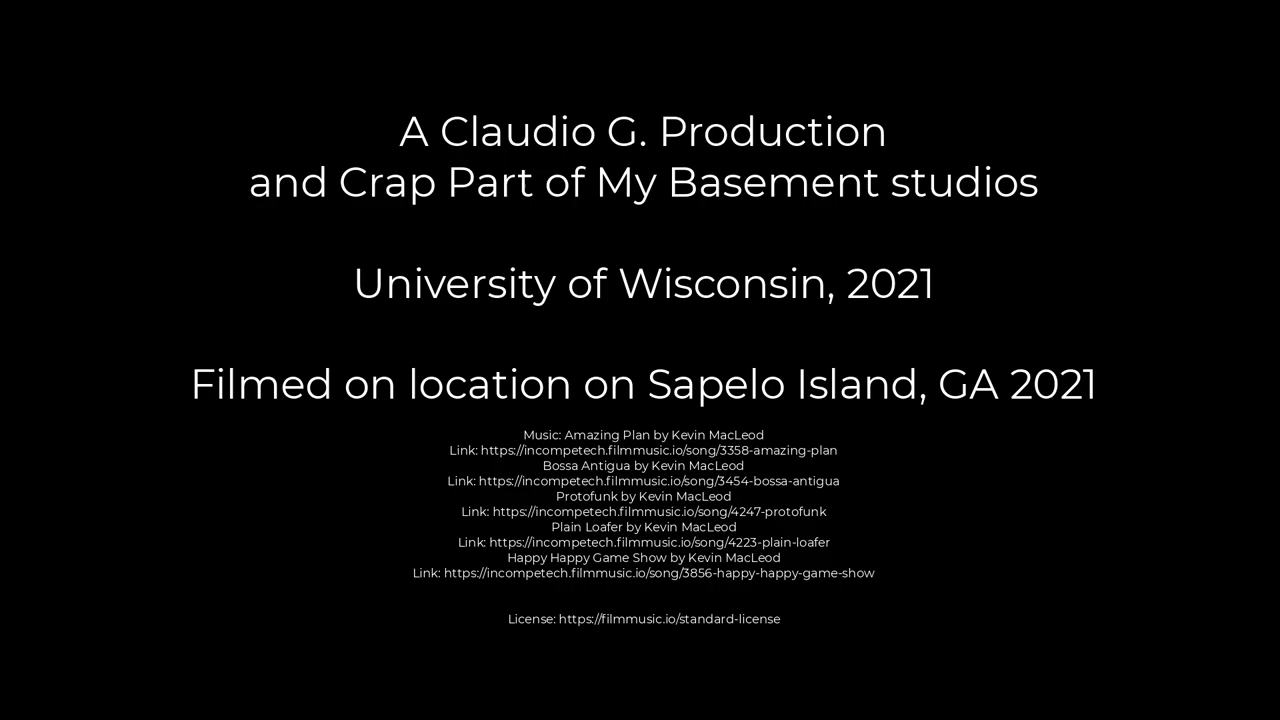 A Claudio G. Production
and Crap Part of My Basement studios
University of Wisconsin, 2021
Filmed on location on Sapelo Island, GA 2021
Music: Amazing Plan by Kevin MacLeod
Link: https://incompetech.filmmusic.io/song/3358-amazing-plan
Bossa Antigua by Kevin MacLeod
Link: https://incompetech.filmmusic.io/song/3454-bossa-antigua
Protofunk by Kevin MacLeod
Link: https://incompetech.filmmusic.io/song/4247-protofunk
Plain Loafer by Kevin MacLeod
Link: https://incompetech.filmmusic.io/song/4223-plain-loafer
Happy Happy Game Show by Kevin MacLeod
Link: https://incompetech.filmmusic.io/song/3856-happy-happy-game-show
License: https://filmmusic.io/standard-license